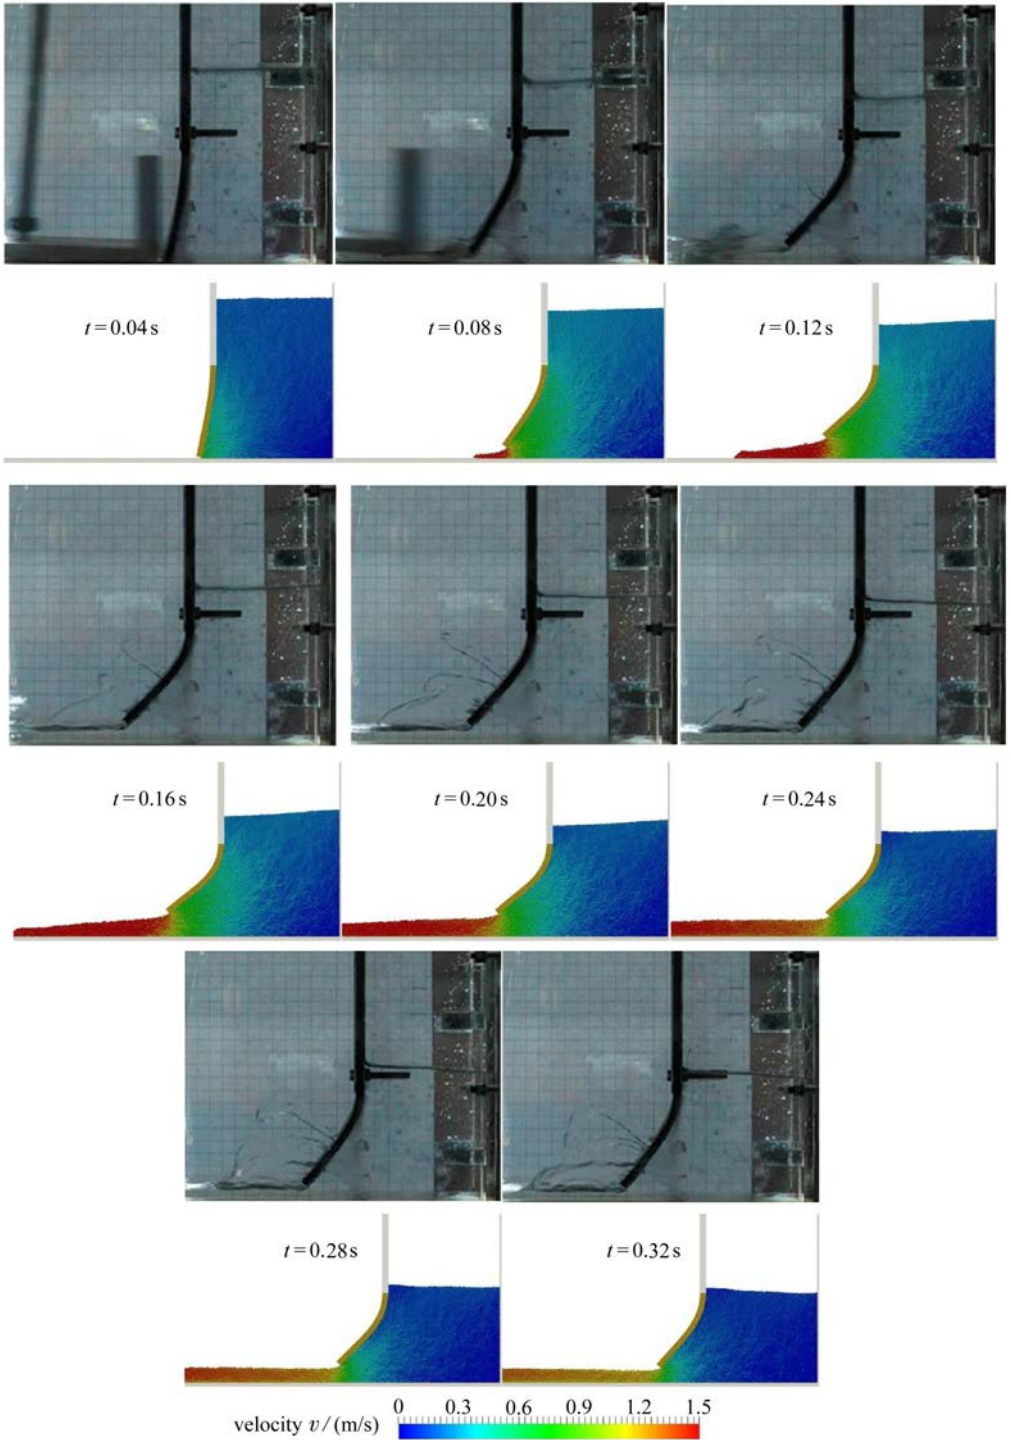 t = 0.04 s
t = 0.08 s
t = 0.12 s
t = 0.16 s
t = 0.20 s
t = 0.24 s
t = 0.28 s
t = 0.32 s
0 0.3 0.6 0.9 1.2 1.5
velocity v / (m/s)